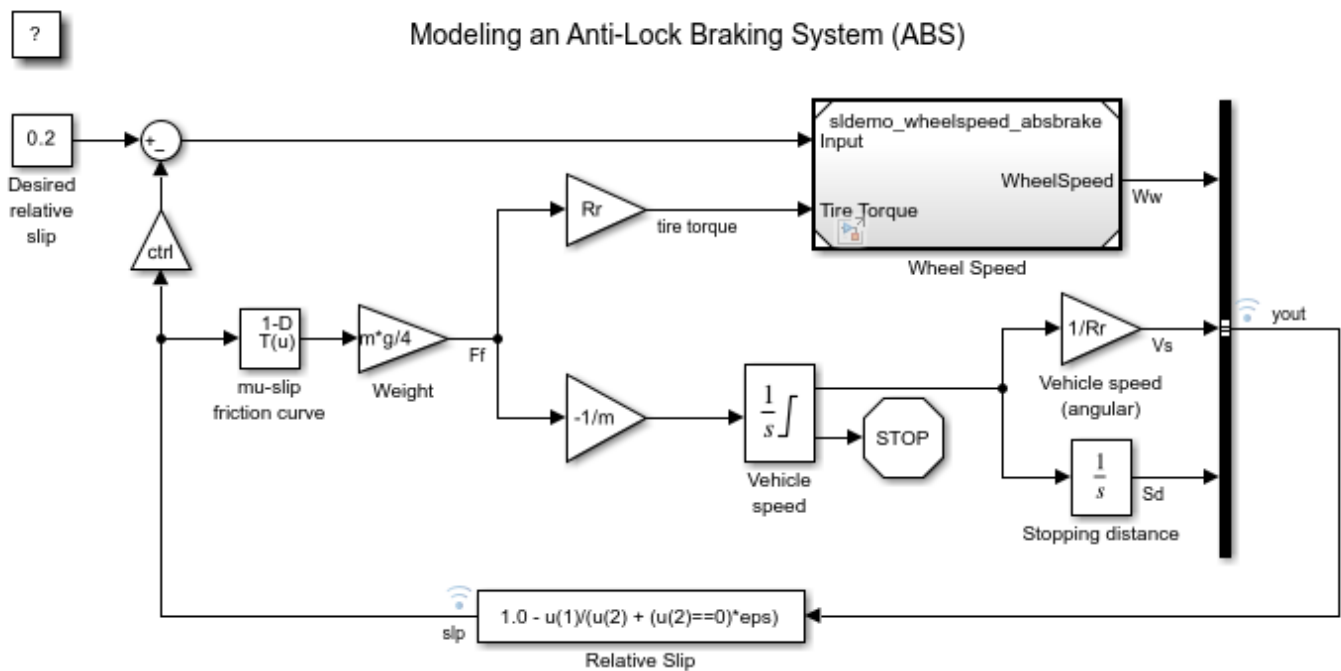 ?
Modeling an Anti-Lock Braking System (ABS)
0.2
Desired
relative
slip
+
-
ctrl
1-D
T(u)
mu-slip
friction curve
m*g/4
Weight
Ff
Rr
tire torque
-1/m
sldemo_wheelspeed_absbrake
Input
Tire Torque
WheelSpeed
Wheel Speed
Ww
1
s
Vehicle
speed
STOP
1/Rr
Vehicle speed
(angular)
Vs
1
s
Sd
Stopping distance
yout
1.0 - u(1)/(u(2) + (u(2)==0)*eps)
slp
Relative Slip